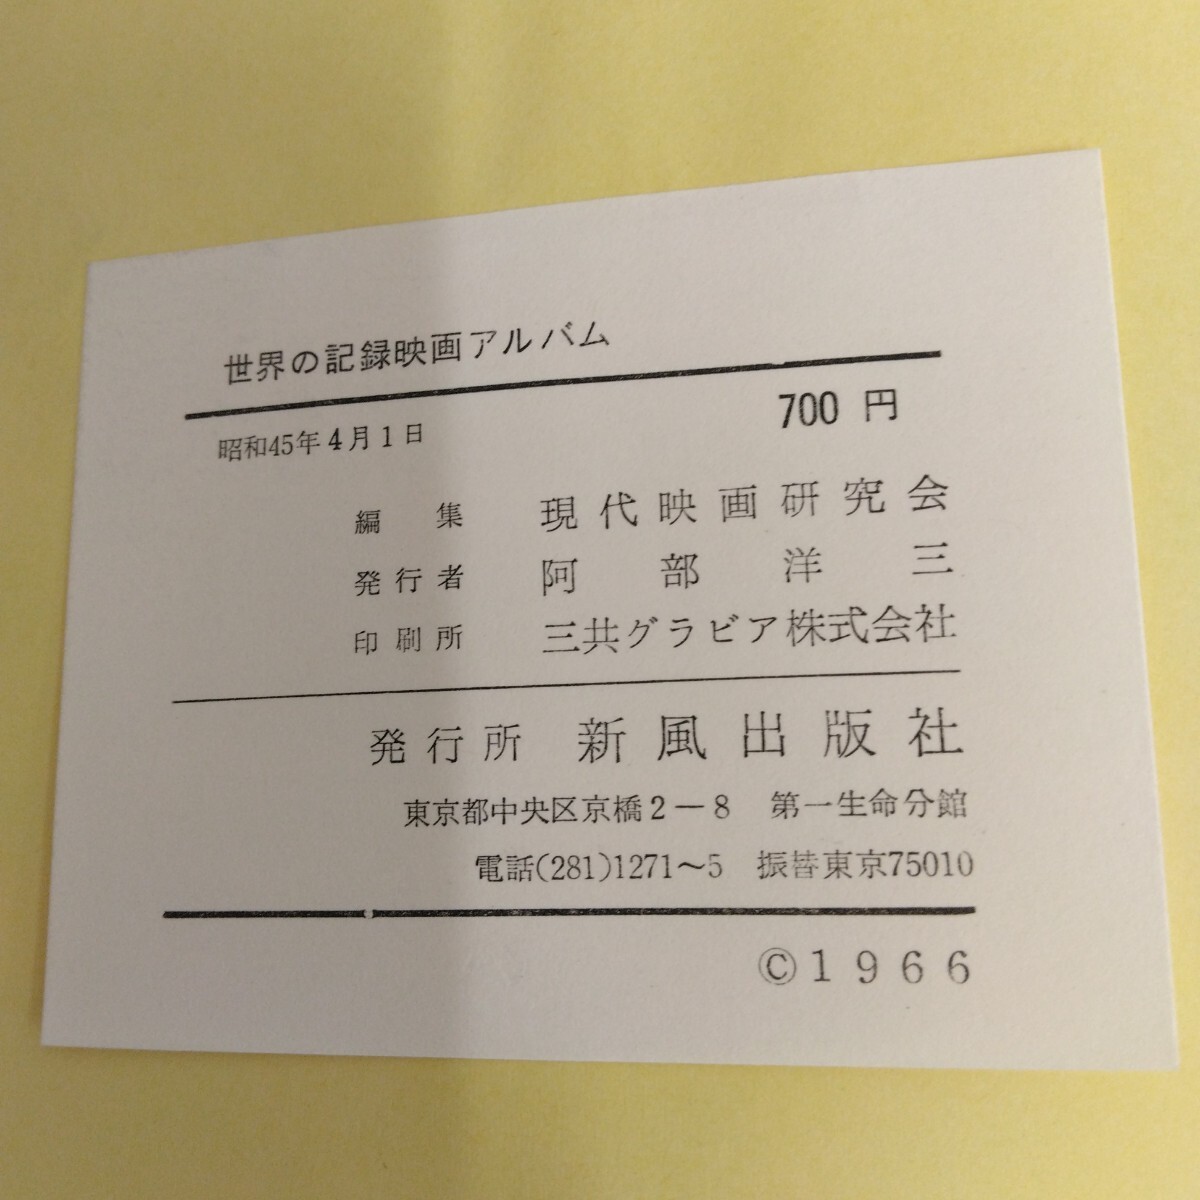 世界の記録映画アルバム
700 円
昭和45年4月1日
編 集 現代映画研究会
発行者 阿部洋三
印刷所 三共グラビア株式会社
発行所 新風出版社
東京都中央区京橋2-8 第一生命分館
電話(281)1271～5 振替東京75010
©1966